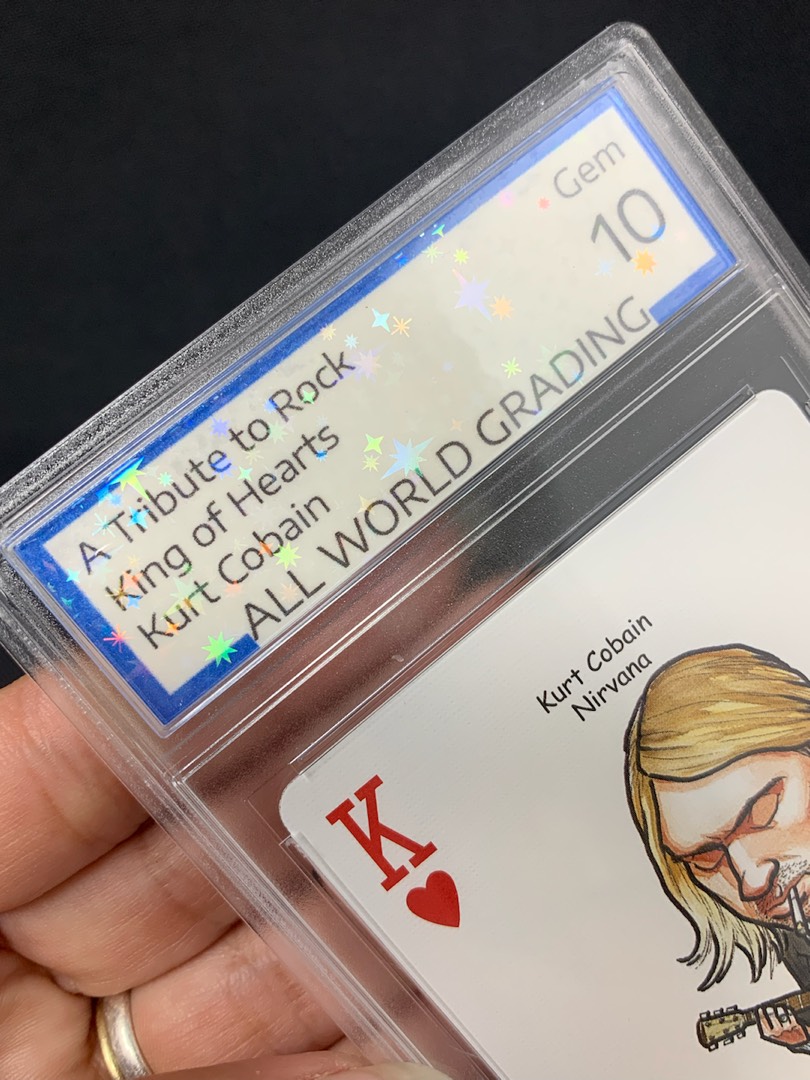 A Tribute to Rock
King of Hearts
Kurt Cobain
Gem
10
ALL WORLD GRADING
Kurt Cobain
Nirvana
K